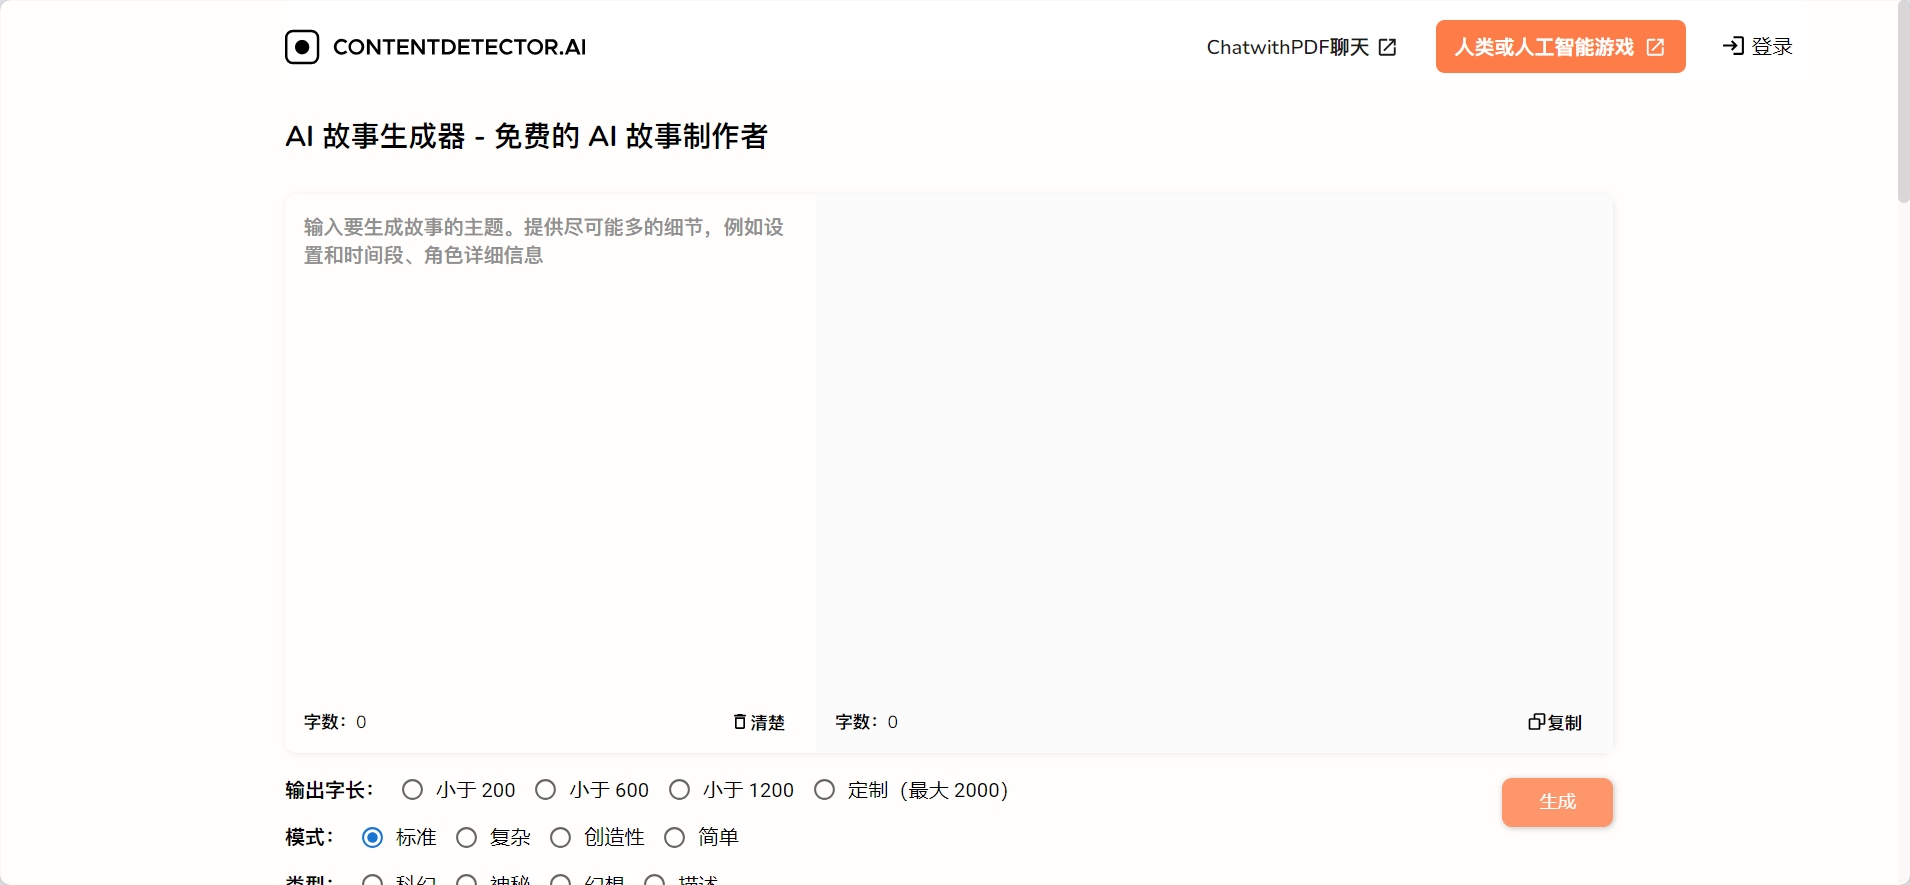 CONTENTDETECTOR.AI
ChatwithPDF聊天
人类或人工智能游戏
登录
AI 故事生成器 - 免费的 AI 故事制作者
输入要生成故事的主题。提供尽可能多的细节，例如设
置和时间段、角色详细信息
字数： 0
清楚
字数： 0
复制
输出字长： 小于 200 小于 600 小于 1200 定制（最大 2000）
生成
模式： 标准 复杂 创造性 简单
类型： 科幻 神秘 幻想 描述